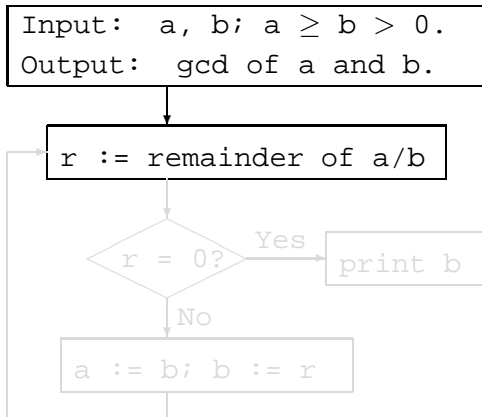 Input: a, b; a ≥ b > 0.
Output: gcd of a and b.
r := remainder of a/b
r = 0?
Yes
print b
No
a := b; b := r